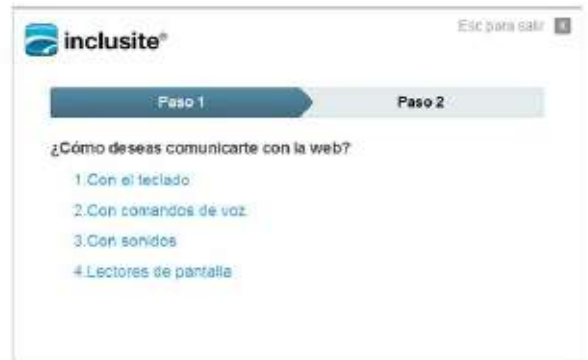 Esc para salir X
inclusite®
Paso 1 Paso 2
¿Cómo deseas comunicarte con la web?
1.Con el teclado
2.Con comandos de voz
3.Con sonidos
4.Lectores de pantalla